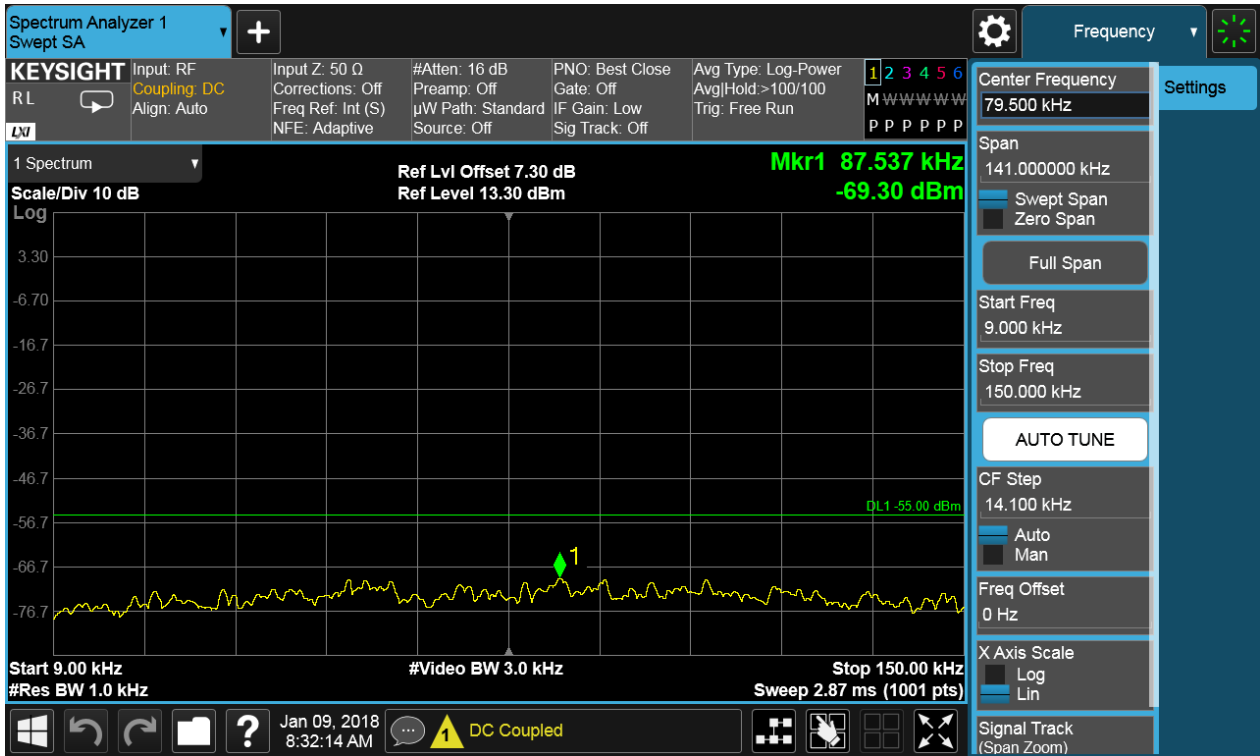 Spectrum Analyzer 1
Swept SA
+
Frequency
KEYSIGHT
RL
LXI
Input: RF
Coupling: DC
Align: Auto
Input Z: 50 Ω
Corrections: Off
Freq Ref: Int (S)
NFE: Adaptive
#Atten: 16 dB
Preamp: Off
µW Path: Standard
Source: Off
PNO: Best Close
Gate: Off
IF Gain: Low
Sig Track: Off
Avg Type: Log-Power
Avg|Hold:>100/100
Trig: Free Run
1 2 3 4 5 6
M W W W W W
P P P P P P
1 Spectrum
Scale/Div 10 dB
Log
Ref Lvl Offset 7.30 dB
Ref Level 13.30 dBm
Mkr1 87.537 kHz
-69.30 dBm
3.30
-6.70
-16.7
-26.7
-36.7
-46.7
-56.7
-66.7
-76.7
DL1 -55.00 dBm
1
Start 9.00 kHz
#Video BW 3.0 kHz
Stop 150.00 kHz
#Res BW 1.0 kHz
Sweep 2.87 ms (1001 pts)
Center Frequency
79.500 kHz
Settings
Span
141.000000 kHz
Swept Span
Zero Span
Full Span
Start Freq
9.000 kHz
Stop Freq
150.000 kHz
AUTO TUNE
CF Step
14.100 kHz
Auto
Man
Freq Offset
0 Hz
X Axis Scale
Log
Lin
Signal Track
(Span Zoom)
?
Jan 09, 2018
8:32:14 AM
1
DC Coupled